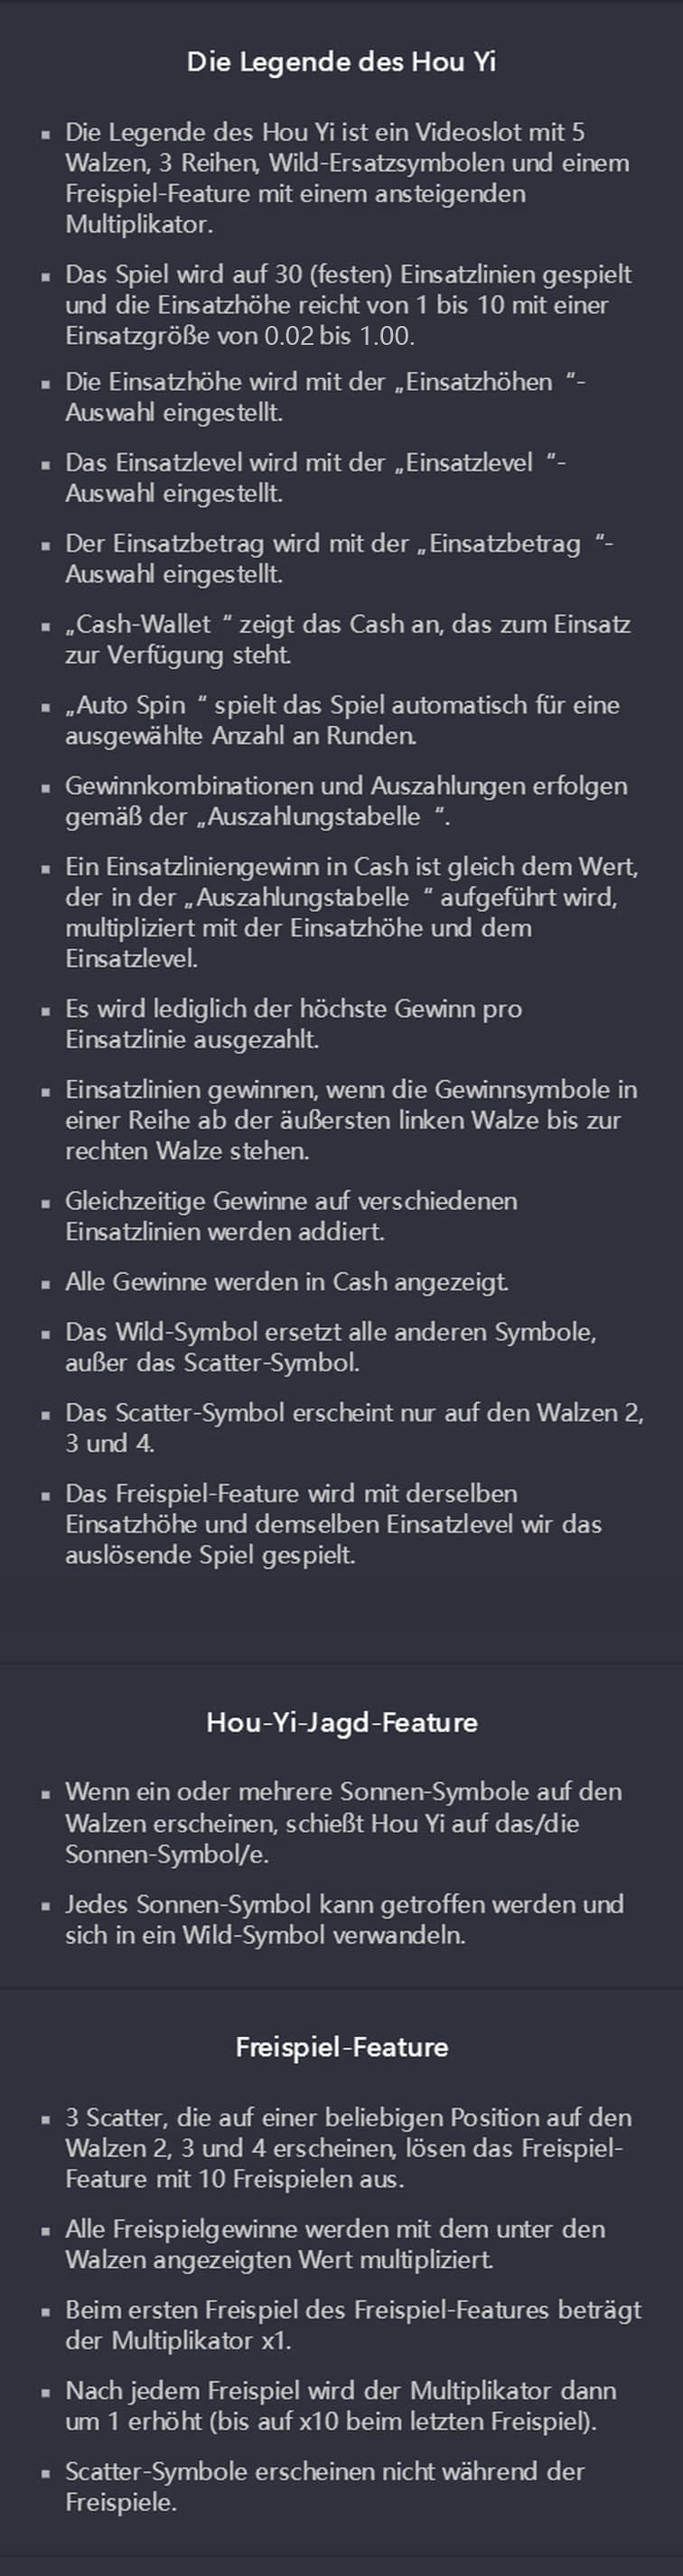 Die Legende des Hou Yi
▪ Die Legende des Hou Yi ist ein Videoslot mit 5
Walzen, 3 Reihen, Wild-Ersatzsymbolen und einem
Freispiel-Feature mit einem ansteigenden
Multiplikator.
▪ Das Spiel wird auf 30 (festen) Einsatzlinien gespielt
und die Einsatzhöhe reicht von 1 bis 10 mit einer
Einsatzgröße von 0.02 bis 1.00.
▪ Die Einsatzhöhe wird mit der „Einsatzhöhen “-
Auswahl eingestellt.
▪ Das Einsatzlevel wird mit der „Einsatzlevel “-
Auswahl eingestellt.
▪ Der Einsatzbetrag wird mit der „Einsatzbetrag “-
Auswahl eingestellt.
▪ „Cash-Wallet “ zeigt das Cash an, das zum Einsatz
zur Verfügung steht.
▪ „Auto Spin “ spielt das Spiel automatisch für eine
ausgewählte Anzahl an Runden.
▪ Gewinnkombinationen und Auszahlungen erfolgen
gemäß der „Auszahlungstabelle “.
▪ Ein Einsatzliniengewinn in Cash ist gleich dem Wert,
der in der „Auszahlungstabelle “ aufgeführt wird,
multipliziert mit der Einsatzhöhe und dem
Einsatzlevel.
▪ Es wird lediglich der höchste Gewinn pro
Einsatzlinie ausgezahlt.
▪ Einsatzlinien gewinnen, wenn die Gewinnsymbole in
einer Reihe ab der äußersten linken Walze bis zur
rechten Walze stehen.
▪ Gleichzeitige Gewinne auf verschiedenen
Einsatzlinien werden addiert.
▪ Alle Gewinne werden in Cash angezeigt.
▪ Das Wild-Symbol ersetzt alle anderen Symbole,
außer das Scatter-Symbol.
▪ Das Scatter-Symbol erscheint nur auf den Walzen 2,
3 und 4.
▪ Das Freispiel-Feature wird mit derselben
Einsatzhöhe und demselben Einsatzlevel wir das
auslösende Spiel gespielt.
Hou-Yi-Jagd-Feature
▪ Wenn ein oder mehrere Sonnen-Symbole auf den
Walzen erscheinen, schießt Hou Yi auf das/die
Sonnen-Symbol/e.
▪ Jedes Sonnen-Symbol kann getroffen werden und
sich in ein Wild-Symbol verwandeln.
Freispiel-Feature
▪ 3 Scatter, die auf einer beliebigen Position auf den
Walzen 2, 3 und 4 erscheinen, lösen das Freispiel-
Feature mit 10 Freispielen aus.
▪ Alle Freispielgewinne werden mit dem unter den
Walzen angezeigten Wert multipliziert.
▪ Beim ersten Freispiel des Freispiel-Features beträgt
der Multiplikator x1.
▪ Nach jedem Freispiel wird der Multiplikator dann
um 1 erhöht (bis auf x10 beim letzten Freispiel).
▪ Scatter-Symbole erscheinen nicht während der
Freispiele.